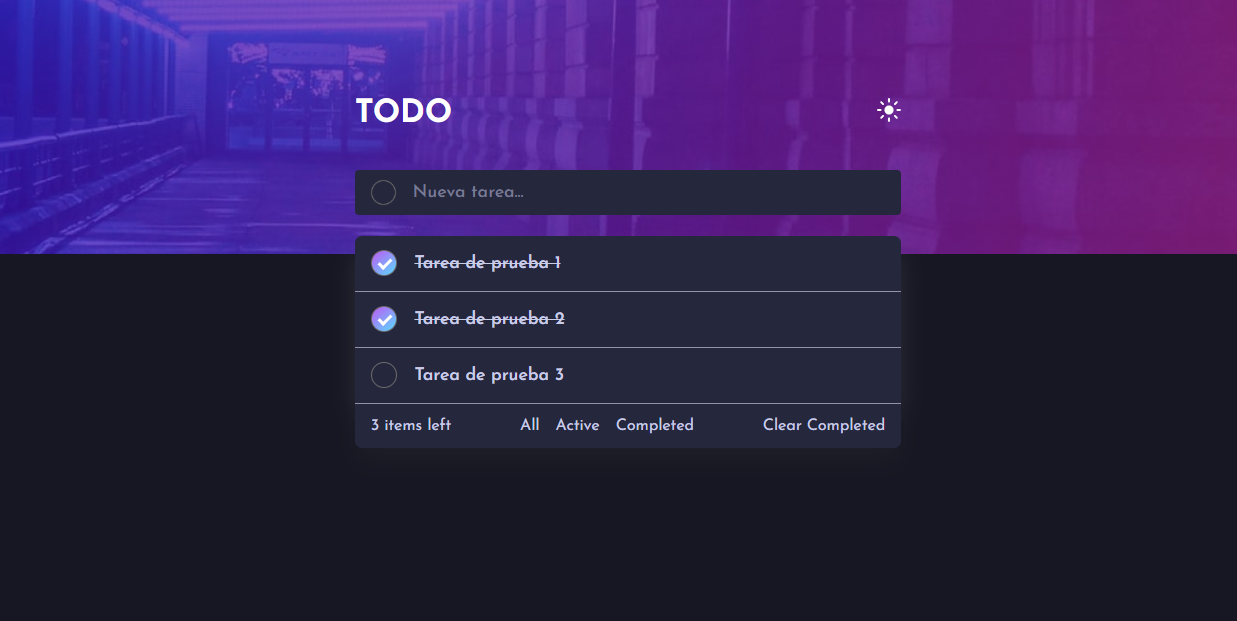 TODO
Nueva tarea...
Tarea de prueba 1
Tarea de prueba 2
Tarea de prueba 3
3 items left All Active Completed Clear Completed